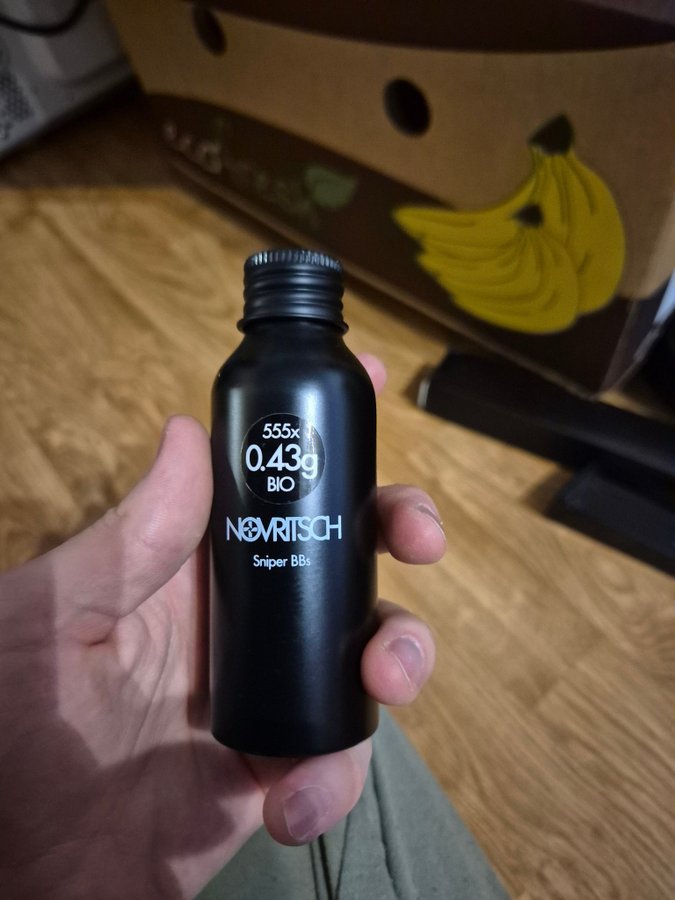 555x
0.43g
BIO
NOVRITSCH
Sniper BBs